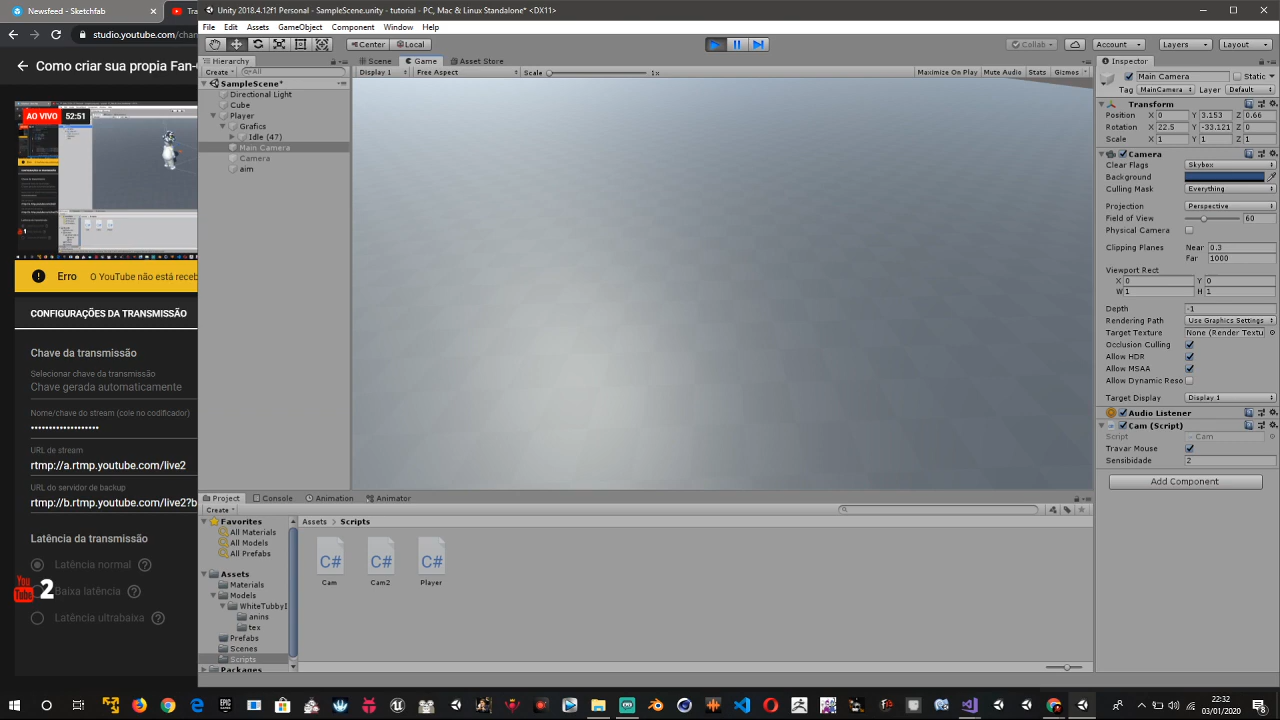 Unity 2018.4.12f1 Personal - SampleScene.unity - tutorial - PC, Mac & Linux Standalone* <DX11>
File Edit Assets GameObject Component Window Help
Center Local
Collab Account Layers Layout
Hierarchy
Create All
SampleScene*
Directional Light
Cube
Player
Grafics
Idle (47)
Main Camera
Camera
aim
Scene Game Asset Store
Display 1 Free Aspect Scale 1x Maximize On Play Mute Audio Stats Gizmos
Inspector
Main Camera Static
Tag MainCamera Layer Default
Transform
Position X 0 Y 3.153 Z 0.66
Rotation X 22.5 Y -33.121 Z 0
Scale X 1 Y 1 Z 1
Camera
Clear Flags Skybox
Background
Culling Mask Everything
Projection Perspective
Field of View 60
Physical Camera
Clipping Planes Near 0.3
Far 1000
Viewport Rect
X 0 Y 0
W 1 H 1
Depth -1
Rendering Path Use Graphics Settings
Target Texture None (Render Textu
Occlusion Culling
Allow HDR
Allow MSAA
Allow Dynamic Reso
Target Display Display 1
Audio Listener
Cam (Script)
Script Cam
Travar Mouse
Sensibidade 2
Add Component
Project Console Animation Animator
Create
Favorites
All Materials
All Models
All Prefabs
Assets
Materials
Models
WhiteTubbyI
anins
tex
Prefabs
Scenes
Scripts
Packages
Assets Scripts
C# C# C#
Cam Cam2 Player
Transmissão
Tra
studio.youtube.com/chan
Como criar sua propia Fan-
AO VIVO 52:51
Erro O YouTube não está receb
CONFIGURAÇÕES DA TRANSMISSÃO
Chave da transmissão
Selecionar chave da transmissão
Chave gerada automaticamente
Nome/chave do stream (cole no codificador)
••••••••••••••••••
URL de stream
rtmp://a.rtmp.youtube.com/live2
URL do servidor de backup
rtmp://b.rtmp.youtube.com/live2?b
Latência da transmissão
Latência normal
You Tube 2
Baixa latência
Latência ultrabaixa
22:32
03/01/2020